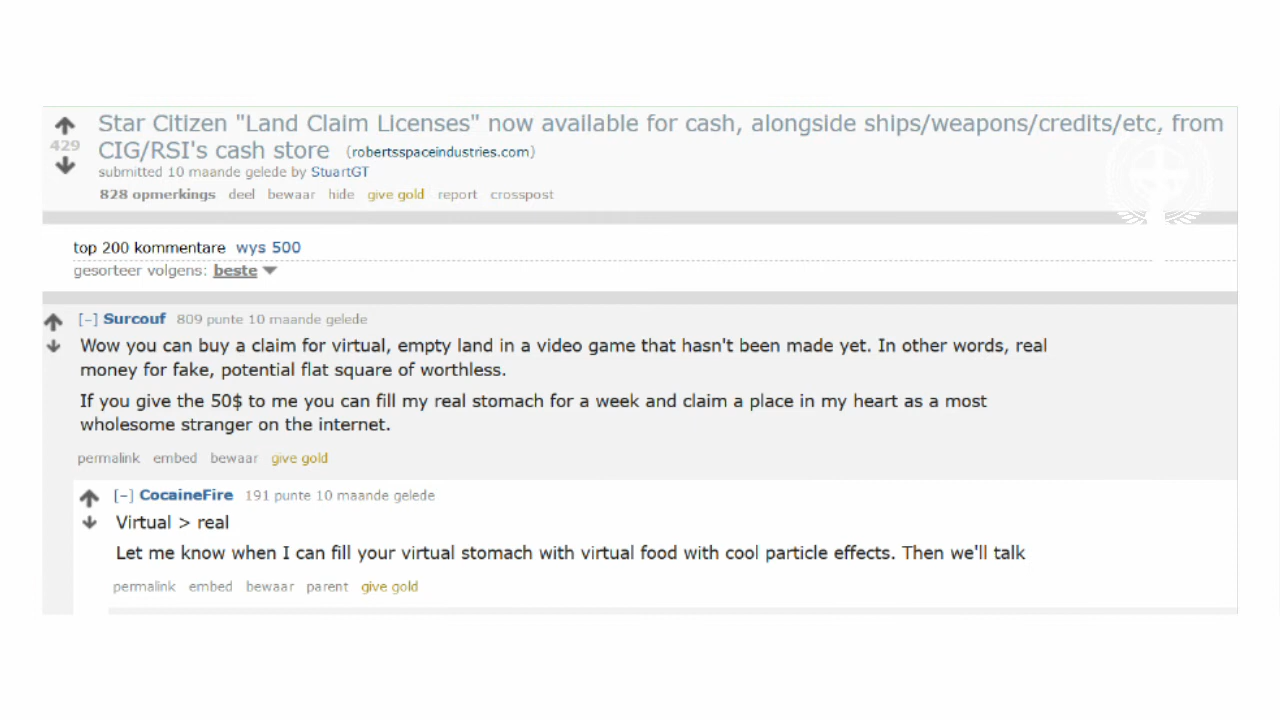 Star Citizen "Land Claim Licenses" now available for cash, alongside ships/weapons/credits/etc, from
429
CIG/RSI's cash store (robertsspaceindustries.com)
submitted 10 maande gelede by StuartGT
828 opmerkings deel bewaar hide give gold report crosspost
top 200 kommentare wys 500
gesorteer volgens: beste
[-] Surcouf 809 punte 10 maande gelede
Wow you can buy a claim for virtual, empty land in a video game that hasn't been made yet. In other words, real
money for fake, potential flat square of worthless.
If you give the 50$ to me you can fill my real stomach for a week and claim a place in my heart as a most
wholesome stranger on the internet.
permalink embed bewaar give gold
[-] CocaineFire 191 punte 10 maande gelede
Virtual > real
Let me know when I can fill your virtual stomach with virtual food with cool particle effects. Then we'll talk
permalink embed bewaar parent give gold